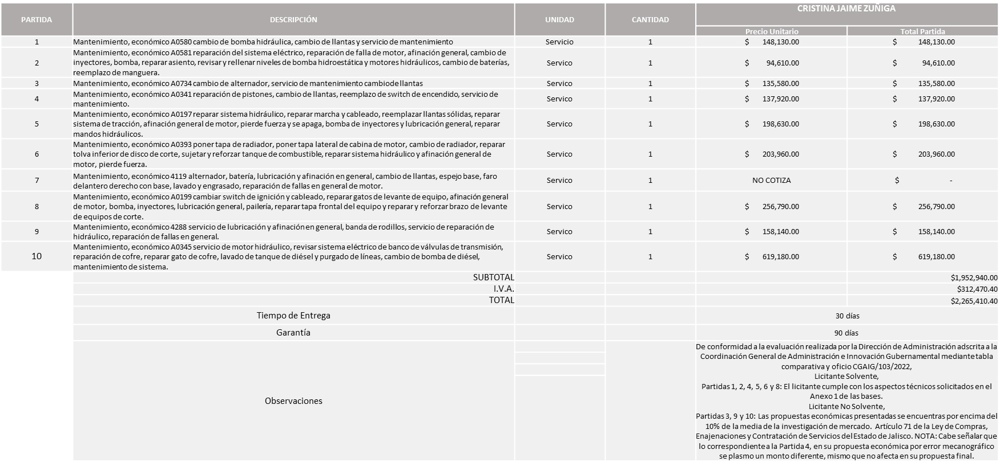 PARTIDA DESCRIPCIÓN UNIDAD CANTIDAD CRISTINA JAIME ZUÑIGA
Precio Unitario Total Partida
1 Mantenimiento, económico A0580 cambio de bomba hidráulica, cambio de llantas y servicio de mantenimiento Servicio 1 $ 148,130.00 $ 148,130.00
Mantenimiento, económico A0581 reparación del sistema eléctrico, reparación de falla de motor, afinación general, cambio de
2 inyectores, bomba, reparar asiento, revisar y rellenar niveles de bomba hidroestática y motores hidráulicos, cambio de baterías, Servico 1 $ 94,610.00 $ 94,610.00
reemplazo de manguera.
3 Mantenimiento, económico A0734 cambio de alternador, servicio de mantenimiento cambio de llantas Servico 1 $ 135,580.00 $ 135,580.00
4 Mantenimiento, económico A0341 reparación de pistones, cambio de llantas, reemplazo de switch de encendido, servicio de Servico 1 $ 137,920.00 $ 137,920.00
mantenimiento.
Mantenimiento, económico A0197 reparar sistema hidráulico, reparar marcha y cableado, reemplazar llantas sólidas, reparar
5 sistema de tracción, afinación general de motor, pierde fuerza y se apaga, bomba de inyectores y lubricación general, reparar Servico 1 $ 198,630.00 $ 198,630.00
mandos hidráulicos.
Mantenimiento, económico A0393 poner tapa de radiador, poner tapa lateral de cabina de motor, cambio de radiador, reparar
6 tolva inferior de disco de corte, sujetar y reforzar tanque de combustible, reparar sistema hidráulico y afinación general de Servico 1 $ 203,960.00 $ 203,960.00
motor, pierde fuerza.
7 Mantenimiento, económico 4119 alternador, batería, lubricación y afinación en general, cambio de llantas, espejo base, faro Servico 1 NO COTIZA $ -
delantero derecho con base, lavado y engrasado, reparación de fallas en general de motor.
Mantenimiento, económico A0199 cambiar switch de ignición y cableado, reparar gatos de levante de equipo, afinación general
8 de motor, bomba, inyectores, lubricación general, pailería, reparar tapa frontal del equipo y reparar y reforzar brazo de levante Servico 1 $ 256,790.00 $ 256,790.00
de equipos de corte.
9 Mantenimiento, económico 4288 servicio de lubricación y afinación en general, banda de rodillos, servicio de reparación de Servico 1 $ 158,140.00 $ 158,140.00
hidráulico, reparación de fallas en general.
Mantenimiento, económico A0345 servicio de motor hidráulico, revisar sistema eléctrico de banco de válvulas de transmisión,
10 reparación de cofre, reparar gato de cofre, lavado de tanque de diésel y purgado de líneas, cambio de bomba de diésel, Servico 1 $ 619,180.00 $ 619,180.00
mantenimiento de sistema.
SUBTOTAL $1,952,940.00
I.V.A. $312,470.40
TOTAL $2,265,410.40
Tiempo de Entrega 30 días
Garantía 90 días
Observaciones
De conformidad a la evaluación realizada por la Dirección de Administración adscrita a la
Coordinación General de Administración e Innovación Gubernamental mediante tabla
comparativa y oficio CGAIG/103/2022,
Licitante Solvente,
Partidas 1, 2, 4, 5, 6 y 8: El licitante cumple con los aspectos técnicos solicitados en el
Anexo 1 de las bases.
Licitante No Solvente,
Partidas 3, 9 y 10: Las propuestas económicas presentadas se encuentras por encima del
10% de la media de la investigación de mercado. Artículo 71 de la Ley de Compras,
Enajenaciones y Contratación de Servicios del Estado de Jalisco. NOTA: Cabe señalar que
lo correspondiente a la Partida 4, en su propuesta económica por error mecanográfico
se plasmo un monto diferente, mismo que no afecta en su propuesta final.